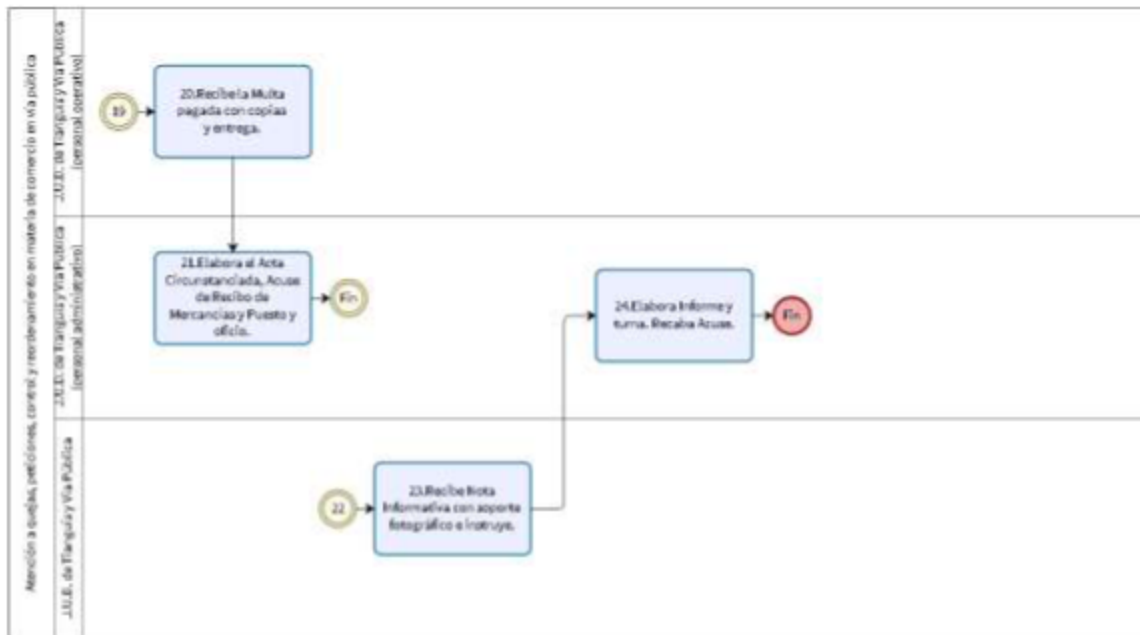 Atención a quejas, peticiones, control y reordenamiento en materia de comercio en vía pública
J.U.D. de Tianguis y Vía Pública
(personal operativo)
19
20.Recibe la Multa
pagada con copias
y entrega.
J.U.D. de Tianguis y Vía Pública
(personal administrativo)
21.Elabora el Acta
Circunstanciada, Acuse
de Recibo de
Mercancías y Puesto y
oficio.
Fin
24.Elabora Informe y
turna. Recaba Acuse.
Fin
J.U.D. de Tianguis y Vía Pública
22
23.Recibe Nota
Informativa con soporte
fotográfico e instruye.